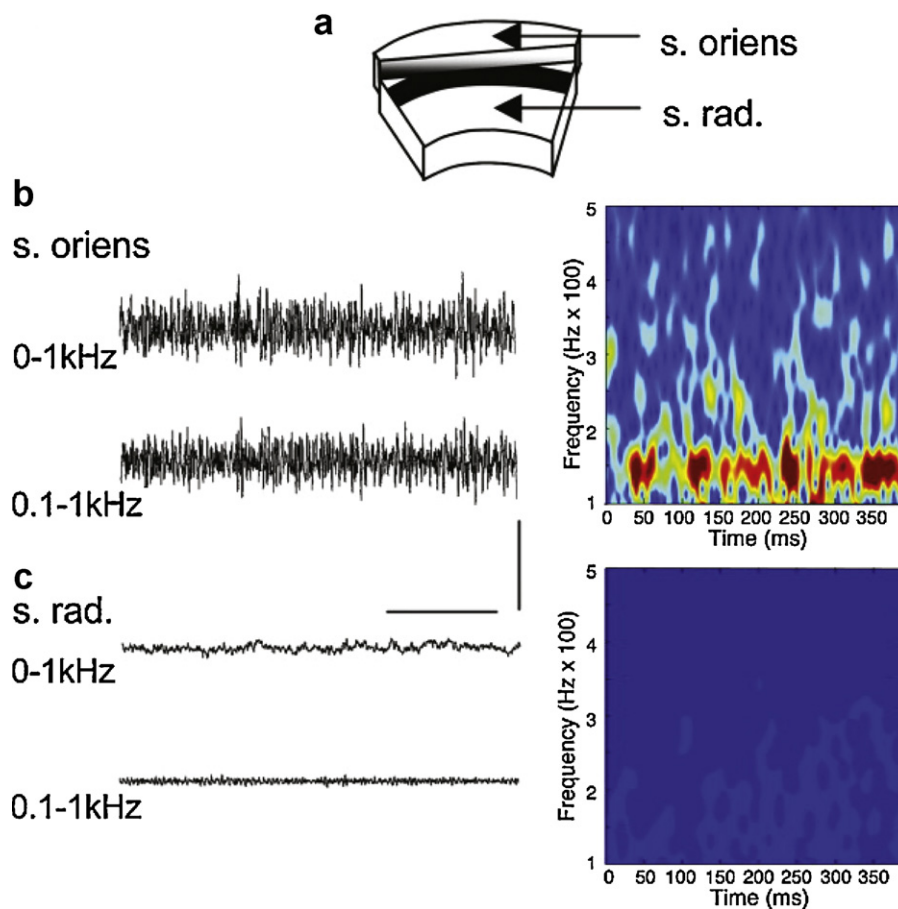 a
s. oriens
s. rad.
b
s. oriens
0-1kHz
0.1-1kHz
5
4
3
2
1
Frequency (Hz x 100)
0 50 100 150 200 250 300 350
Time (ms)
c
s. rad.
0-1kHz
0.1-1kHz
5
4
3
2
1
Frequency (Hz x 100)
0 50 100 150 200 250 300 350
Time (ms)